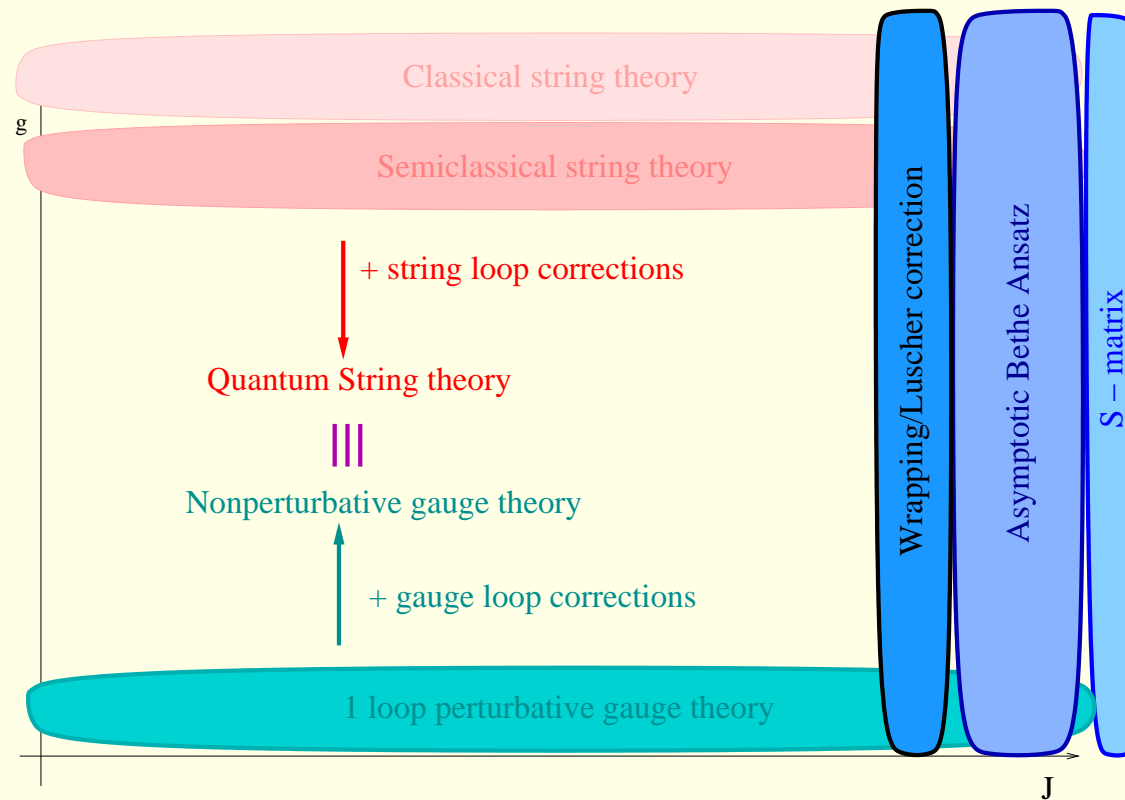 Classical string theory
g
Semiclassical string theory
+ string loop corrections
Quantum String theory
Nonperturbative gauge theory
+ gauge loop corrections
1 loop perturbative gauge theory
J
Wrapping/Luscher correction
Asymptotic Bethe Ansatz
S − matrix